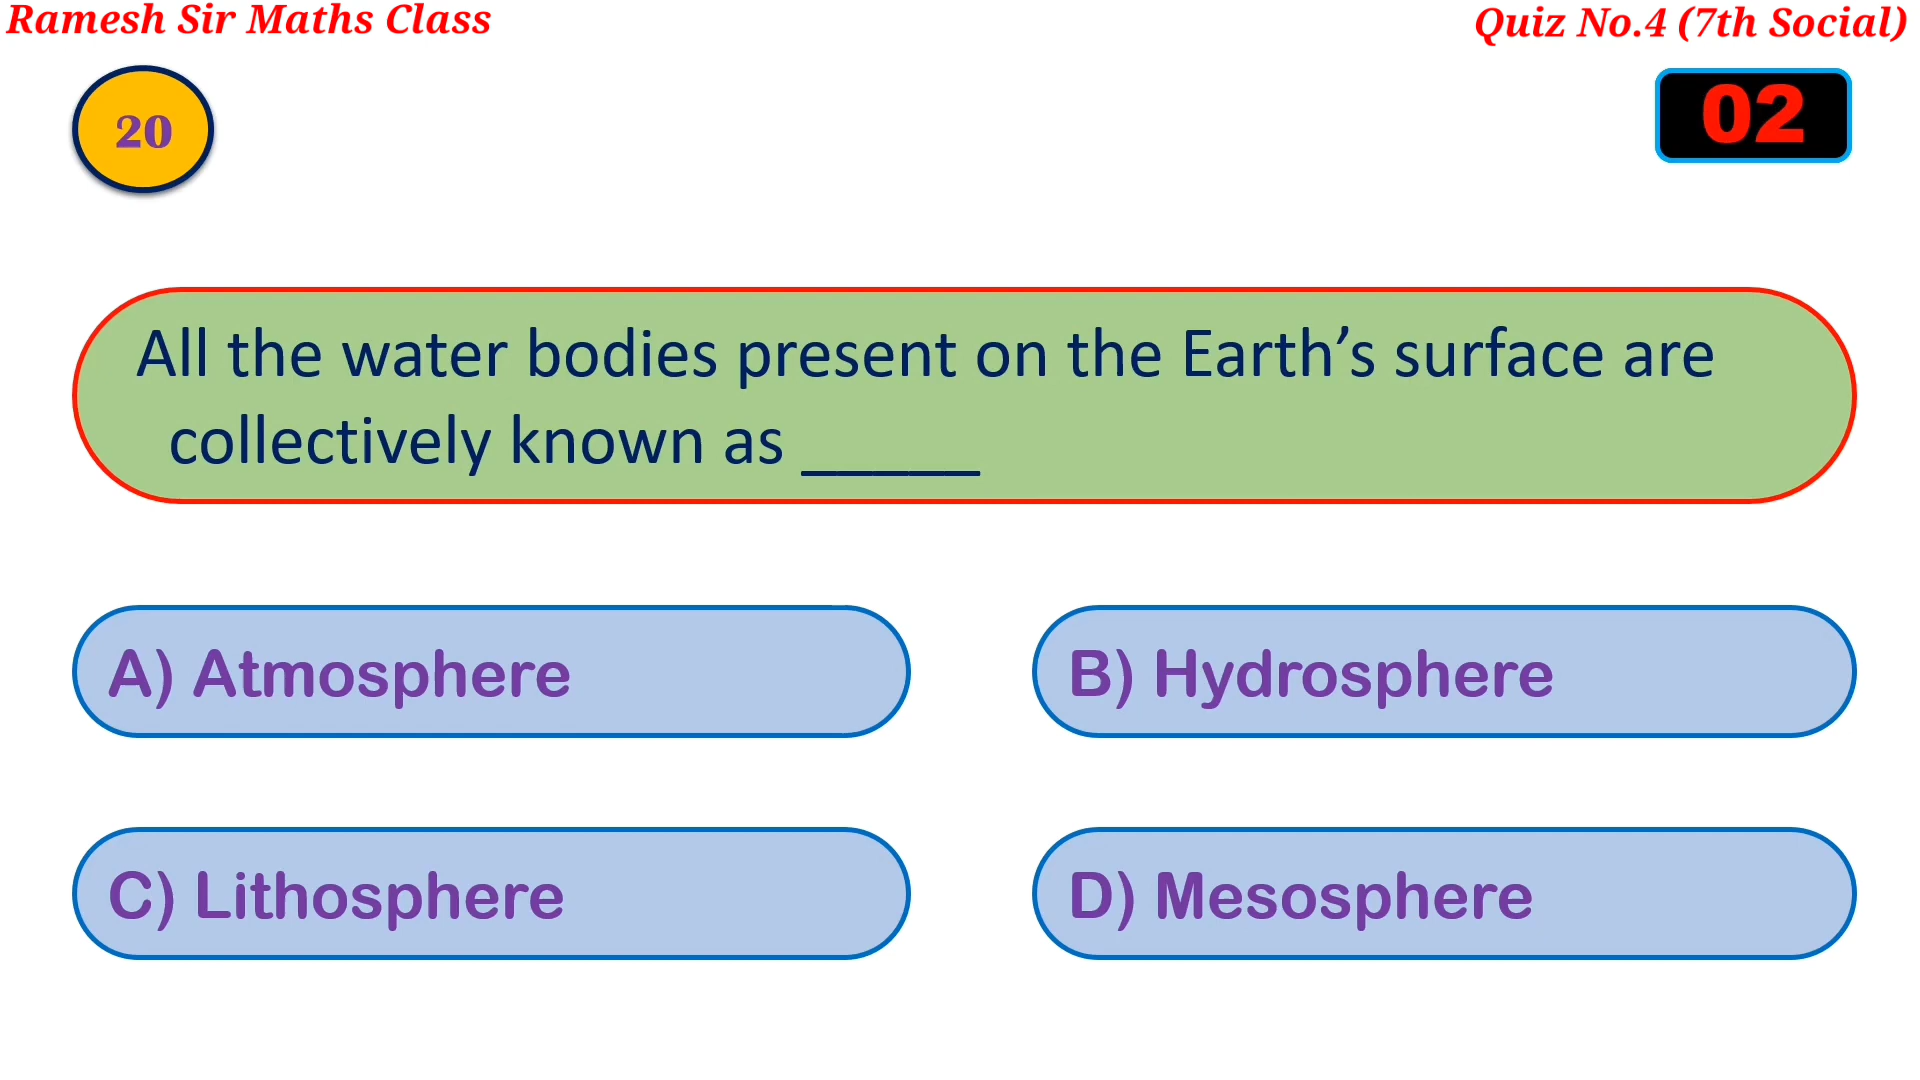 Ramesh Sir Maths Class
Quiz No.4 (7th Social)
20
02
All the water bodies present on the Earth’s surface are
collectively known as _____
A) Atmosphere
B) Hydrosphere
C) Lithosphere
D) Mesosphere